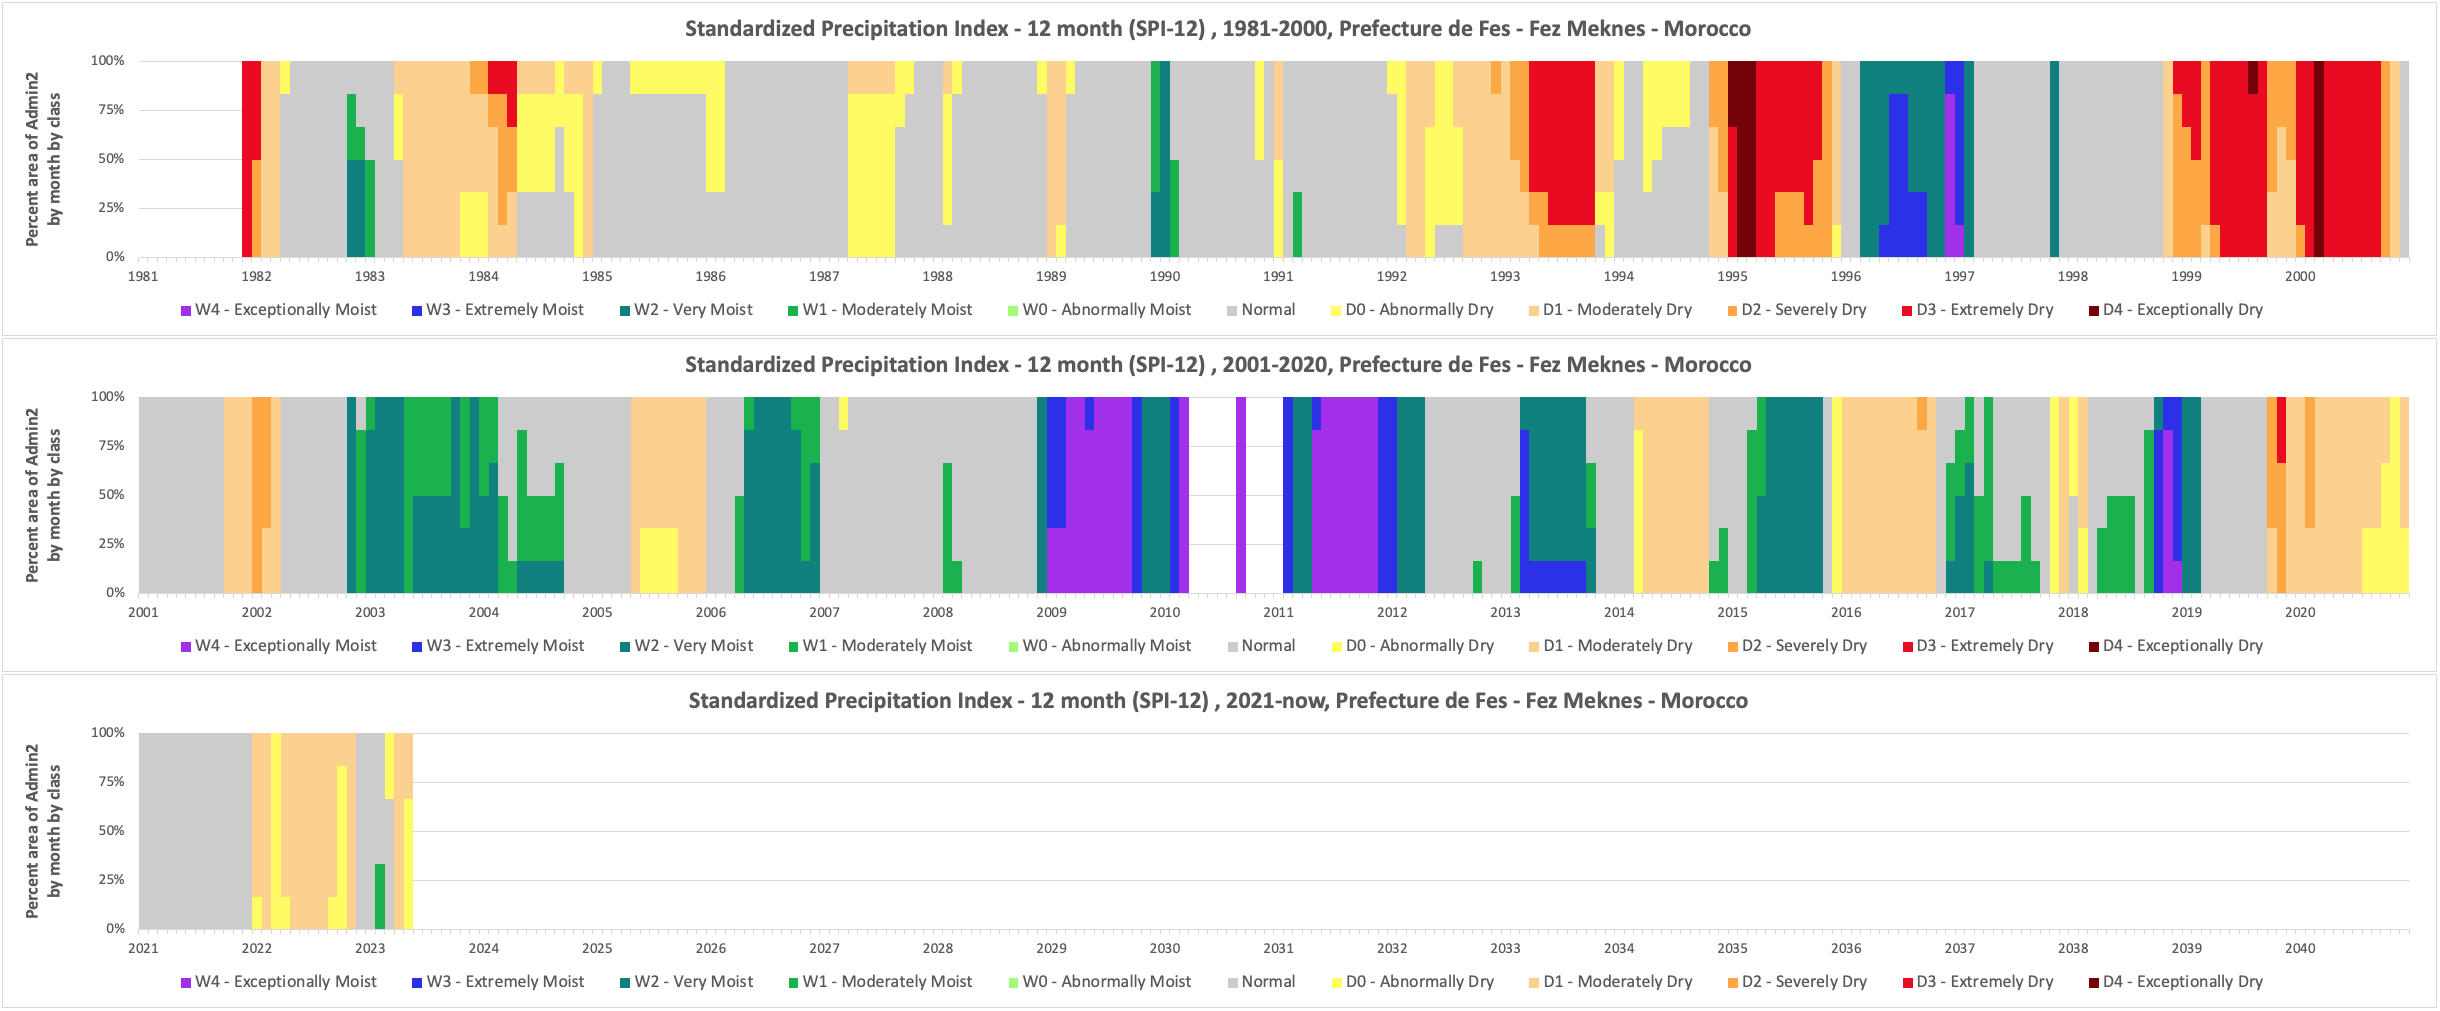 Standardized Precipitation Index - 12 month (SPI-12) , 1981-2000, Prefecture de Fes - Fez Meknes - Morocco
Percent area of Admin2
by month by class
100%
75%
50%
25%
0%
1981 1982 1983 1984 1985 1986 1987 1988 1989 1990 1991 1992 1993 1994 1995 1996 1997 1998 1999 2000
W4 - Exceptionally Moist W3 - Extremely Moist W2 - Very Moist W1 - Moderately Moist W0 - Abnormally Moist Normal D0 - Abnormally Dry D1 - Moderately Dry D2 - Severely Dry D3 - Extremely Dry D4 - Exceptionally Dry
Standardized Precipitation Index - 12 month (SPI-12) , 2001-2020, Prefecture de Fes - Fez Meknes - Morocco
Percent area of Admin2
by month by class
100%
75%
50%
25%
0%
2001 2002 2003 2004 2005 2006 2007 2008 2009 2010 2011 2012 2013 2014 2015 2016 2017 2018 2019 2020
W4 - Exceptionally Moist W3 - Extremely Moist W2 - Very Moist W1 - Moderately Moist W0 - Abnormally Moist Normal D0 - Abnormally Dry D1 - Moderately Dry D2 - Severely Dry D3 - Extremely Dry D4 - Exceptionally Dry
Standardized Precipitation Index - 12 month (SPI-12) , 2021-now, Prefecture de Fes - Fez Meknes - Morocco
Percent area of Admin2
by month by class
100%
75%
50%
25%
0%
2021 2022 2023 2024 2025 2026 2027 2028 2029 2030 2031 2032 2033 2034 2035 2036 2037 2038 2039 2040
W4 - Exceptionally Moist W3 - Extremely Moist W2 - Very Moist W1 - Moderately Moist W0 - Abnormally Moist Normal D0 - Abnormally Dry D1 - Moderately Dry D2 - Severely Dry D3 - Extremely Dry D4 - Exceptionally Dry